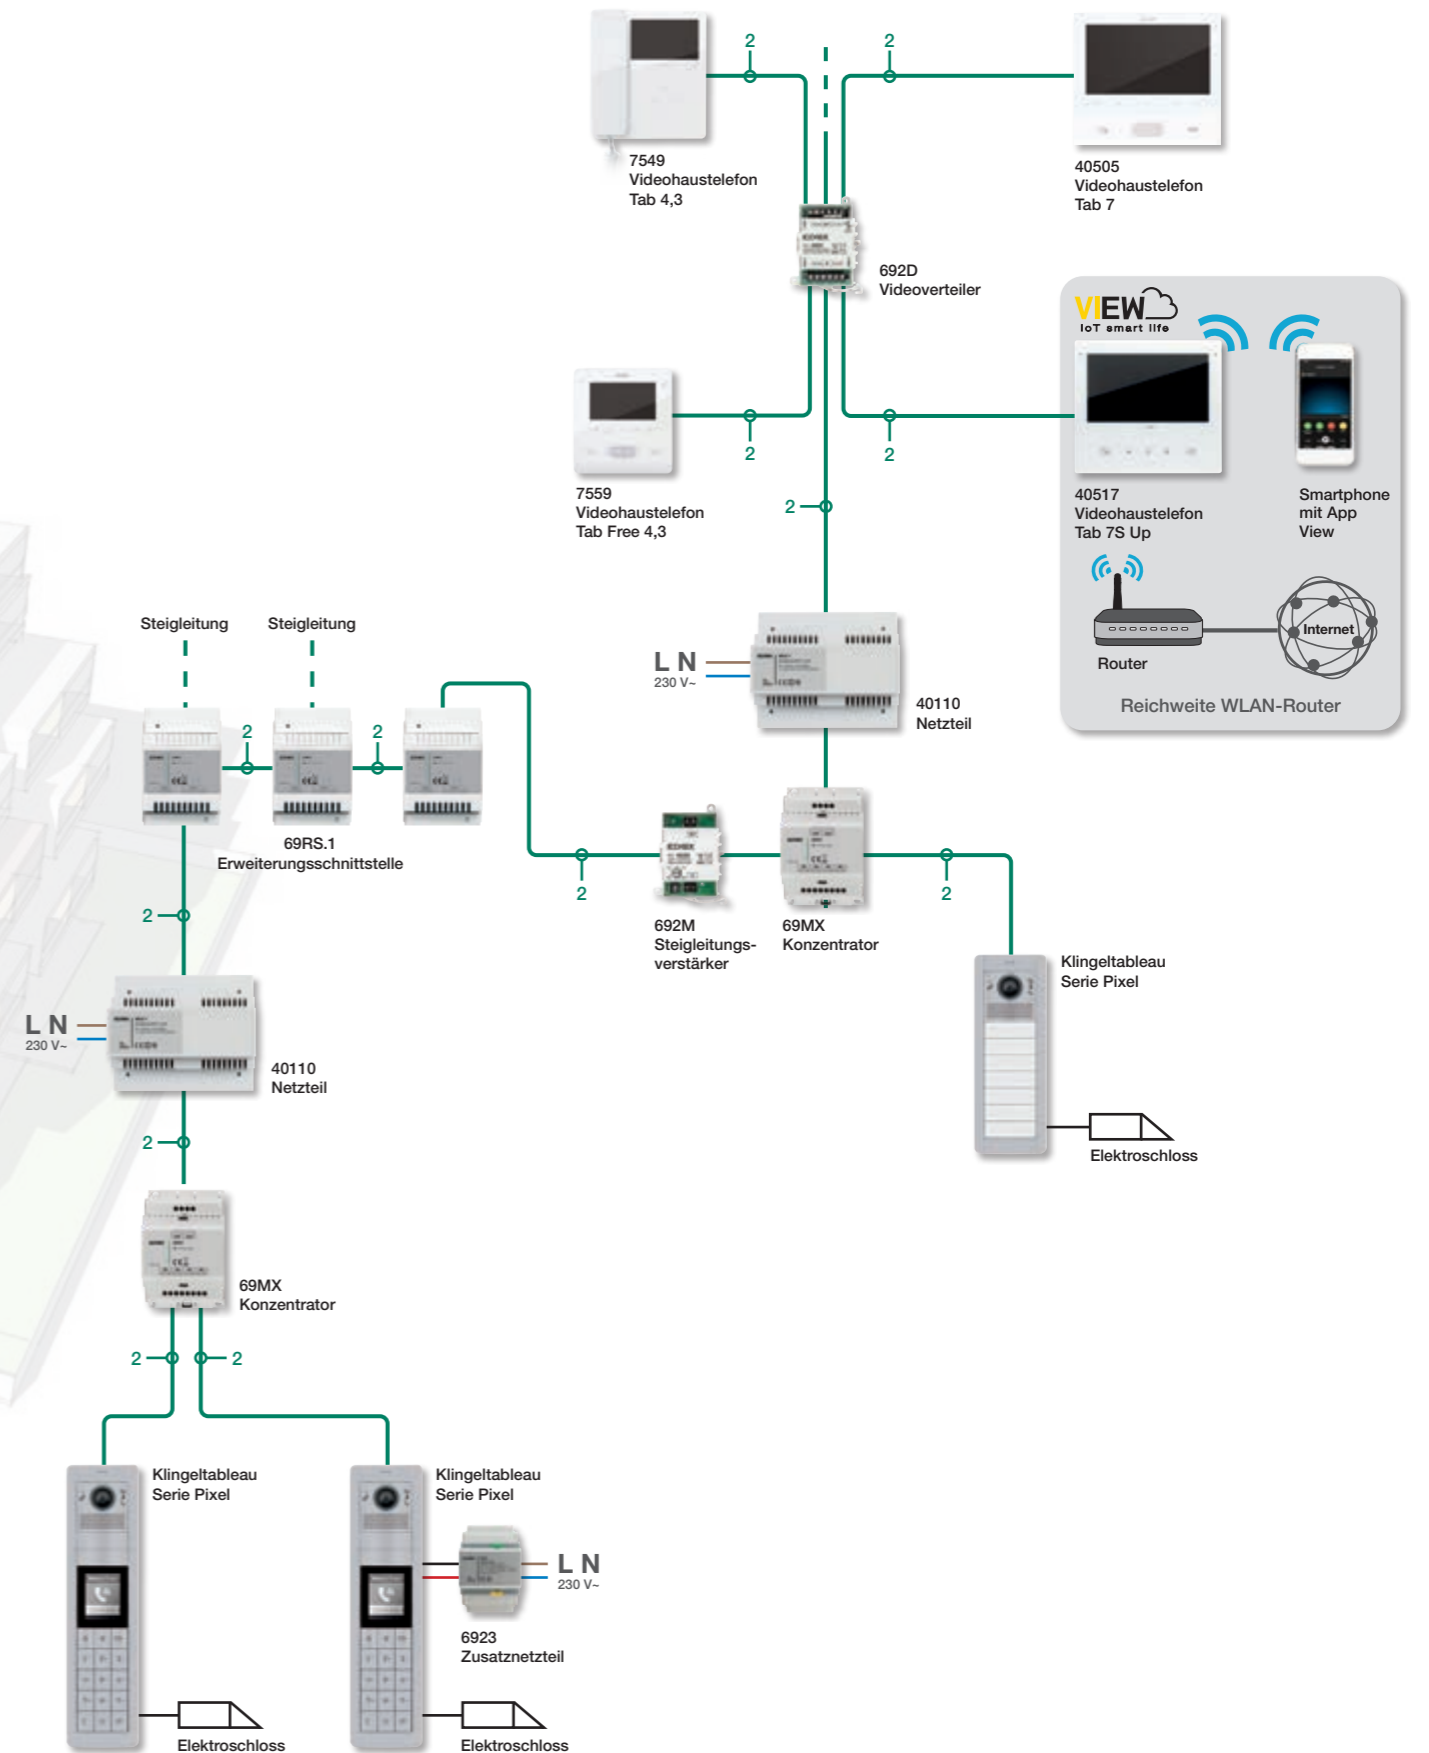 2
2
7549
Videohaustelefon
Tab 4,3
40505
Videohaustelefon
Tab 7
692D
Videoverteiler
VIEW
IoT smart life
2
2
7559
Videohaustelefon
Tab Free 4,3
2
40517
Videohaustelefon
Tab 7S Up
Smartphone
mit App
View
Internet
Router
Reichweite WLAN-Router
Steigleitung
Steigleitung
L N
230 V~
40110
Netzteil
2
2
69RS.1
Erweiterungsschnittstelle
2
2
692M
Steigleitungs-
verstärker
69MX
Konzentrator
2
Klingeltableau
Serie Pixel
L N
230 V~
40110
Netzteil
2
Elektroschloss
69MX
Konzentrator
2
2
Klingeltableau
Serie Pixel
Klingeltableau
Serie Pixel
L N
230 V~
6923
Zusatznetzteil
Elektroschloss
Elektroschloss